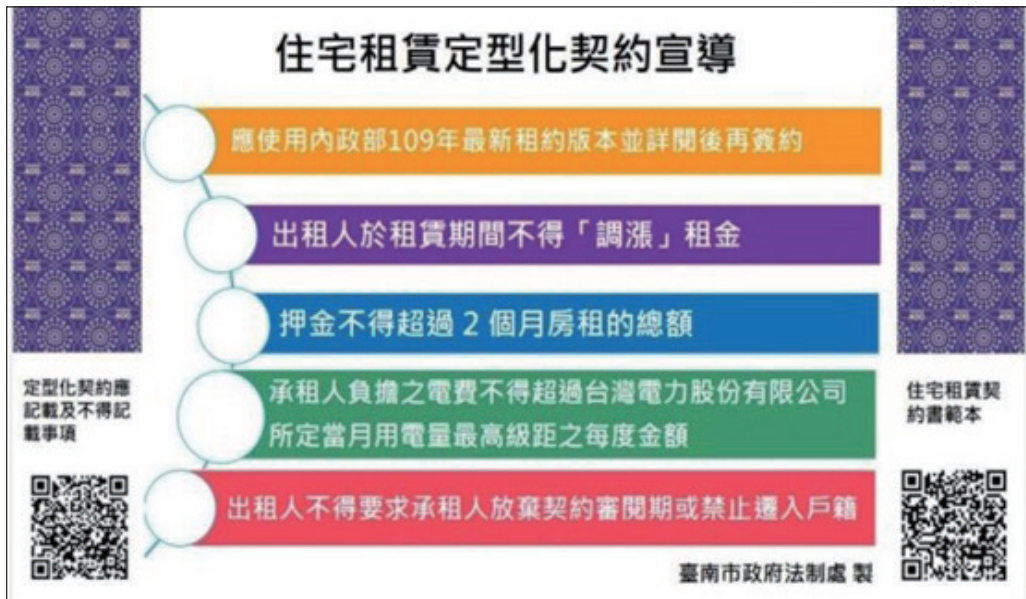 住宅租賃定型化契約宣導
應使用內政部109年最新租約版本並詳閱後再簽約
出租人於租賃期間不得「調漲」租金
押金不得超過 2 個月房租的總額
承租人負擔之電費不得超過台灣電力股份有限公司
所定當月用電量最高級距之每度金額
出租人不得要求承租人放棄契約審閱期或禁止遷入戶籍
定型化契約應
記載及不得記
載事項
住宅租賃契
約書範本
臺南市政府法制處 製